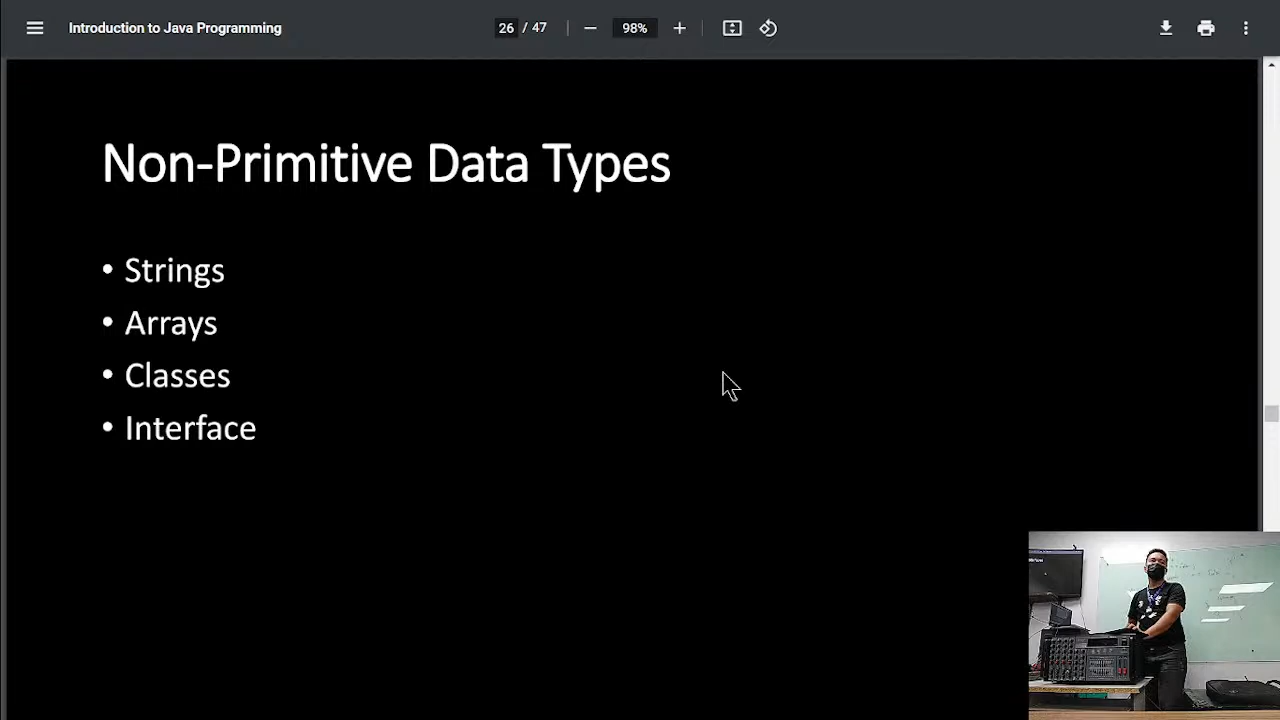 Introduction to Java Programming
26 / 47
98%
Non-Primitive Data Types
• Strings
• Arrays
• Classes
• Interface